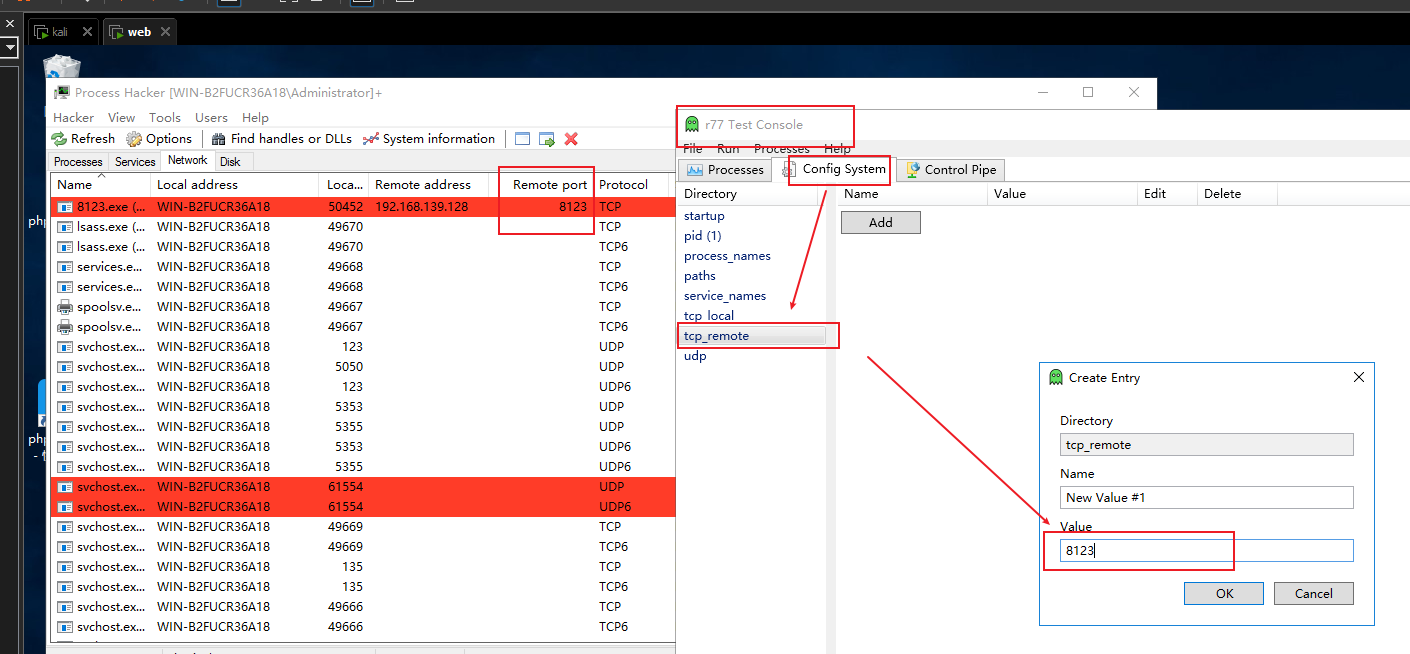 kali
web
Process Hacker [WIN-B2FUCR36A18\Administrator]+
Hacker View Tools Users Help
Refresh Options Find handles or DLLs System information
Processes Services Network Disk
Name Local address Loca... Remote address Remote port Protocol
8123.exe (... WIN-B2FUCR36A18 50452 192.168.139.128 8123 TCP
lsass.exe (... WIN-B2FUCR36A18 49670 TCP
lsass.exe (... WIN-B2FUCR36A18 49670 TCP6
services.e... WIN-B2FUCR36A18 49668 TCP
services.e... WIN-B2FUCR36A18 49668 TCP6
spoolsv.e... WIN-B2FUCR36A18 49667 TCP
spoolsv.e... WIN-B2FUCR36A18 49667 TCP6
svchost.ex... WIN-B2FUCR36A18 123 UDP
svchost.ex... WIN-B2FUCR36A18 5050 UDP
svchost.ex... WIN-B2FUCR36A18 123 UDP6
svchost.ex... WIN-B2FUCR36A18 5353 UDP
svchost.ex... WIN-B2FUCR36A18 5355 UDP
svchost.ex... WIN-B2FUCR36A18 5353 UDP6
svchost.ex... WIN-B2FUCR36A18 5355 UDP6
svchost.ex... WIN-B2FUCR36A18 61554 UDP
svchost.ex... WIN-B2FUCR36A18 61554 UDP6
svchost.ex... WIN-B2FUCR36A18 49669 TCP
svchost.ex... WIN-B2FUCR36A18 49669 TCP6
svchost.ex... WIN-B2FUCR36A18 135 TCP
svchost.ex... WIN-B2FUCR36A18 135 TCP6
svchost.ex... WIN-B2FUCR36A18 49666 TCP
svchost.ex... WIN-B2FUCR36A18 49666 TCP6
r77 Test Console
File Run Processes Help
Processes Config System Control Pipe
Directory
startup
pid (1)
process_names
paths
service_names
tcp_local
tcp_remote
udp
Name Value Edit Delete
Add
Create Entry
Directory
tcp_remote
Name
New Value #1
Value
8123
OK Cancel